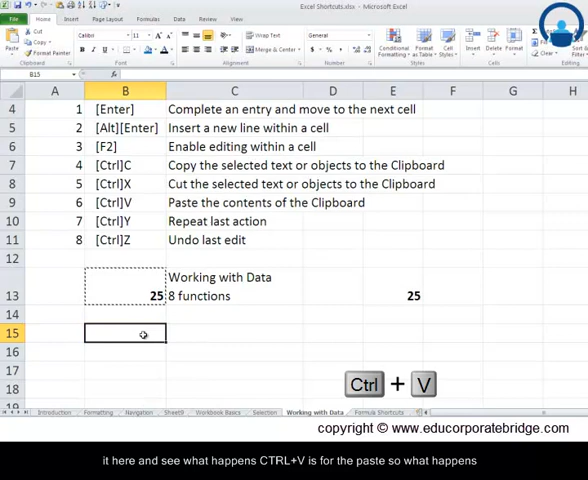 Excel Shortcuts.xlsx - Microsoft Excel
File Home Insert Page Layout Formulas Data Review View
Cut
Copy
Format Painter
Paste
Clipboard
Calibri 11
Font
Wrap Text
Merge & Center
Alignment
General
Number
Conditional Formatting
Format as Table
Cell Styles
Styles
Insert Delete Format
Cells
B15 fx
A B C D E F G H
4 1 [Enter] Complete an entry and move to the next cell
5 2 [Alt][Enter] Insert a new line within a cell
6 3 [F2] Enable editing within a cell
7 4 [Ctrl]C Copy the selected text or objects to the Clipboard
8 5 [Ctrl]X Cut the selected text or objects to the Clipboard
9 6 [Ctrl]V Paste the contents of the Clipboard
10 7 [Ctrl]Y Repeat last action
11 8 [Ctrl]Z Undo last edit
12
Working with Data
13 25 8 functions 25
14
15
16
17
18
19
Ctrl + V
Introduction Formatting Navigation Sheet9 Workbook Basics Selection Working with Data Formula Shortcuts
copyright © www.educorporatebridge.com
it here and see what happens CTRL+V is for the paste so what happens